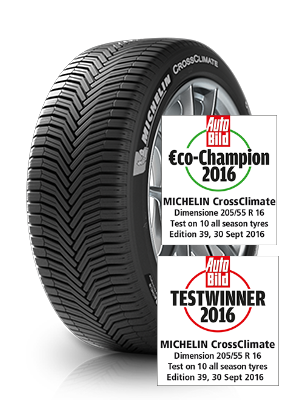 MICHELIN CROSSCLIMATE
Auto
Bild
€co-Champion
2016
MICHELIN CrossClimate
Dimensione 205/55 R 16
Test on 10 all season tyres
Edition 39, 30 Sept 2016
Auto
Bild
TESTWINNER
2016
MICHELIN CrossClimate
Dimension 205/55 R 16
Test on 10 all season tyres
Edition 39, 30 Sept 2016